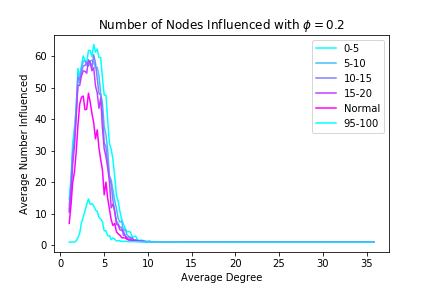 Number of Nodes Influenced with ϕ = 0.2
Average Number Influenced
60
50
40
30
20
10
0
0 5 10 15 20 25 30 35
Average Degree
0-5
5-10
10-15
15-20
Normal
95-100